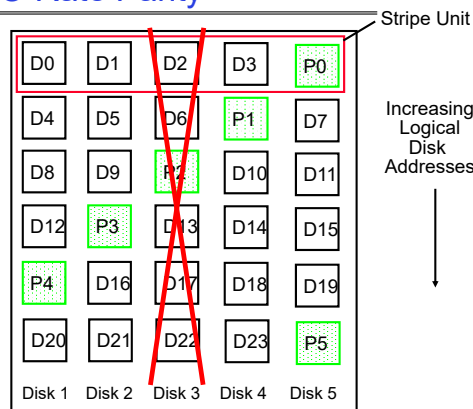 Stripe Unit
D0 D1 D2 D3 P0
D4 D5 D6 P1 D7
D8 D9 P2 D10 D11
D12 P3 D13 D14 D15
P4 D16 D17 D18 D19
D20 D21 D22 D23 P5
Disk 1 Disk 2 Disk 3 Disk 4 Disk 5
Increasing
Logical
Disk
Addresses